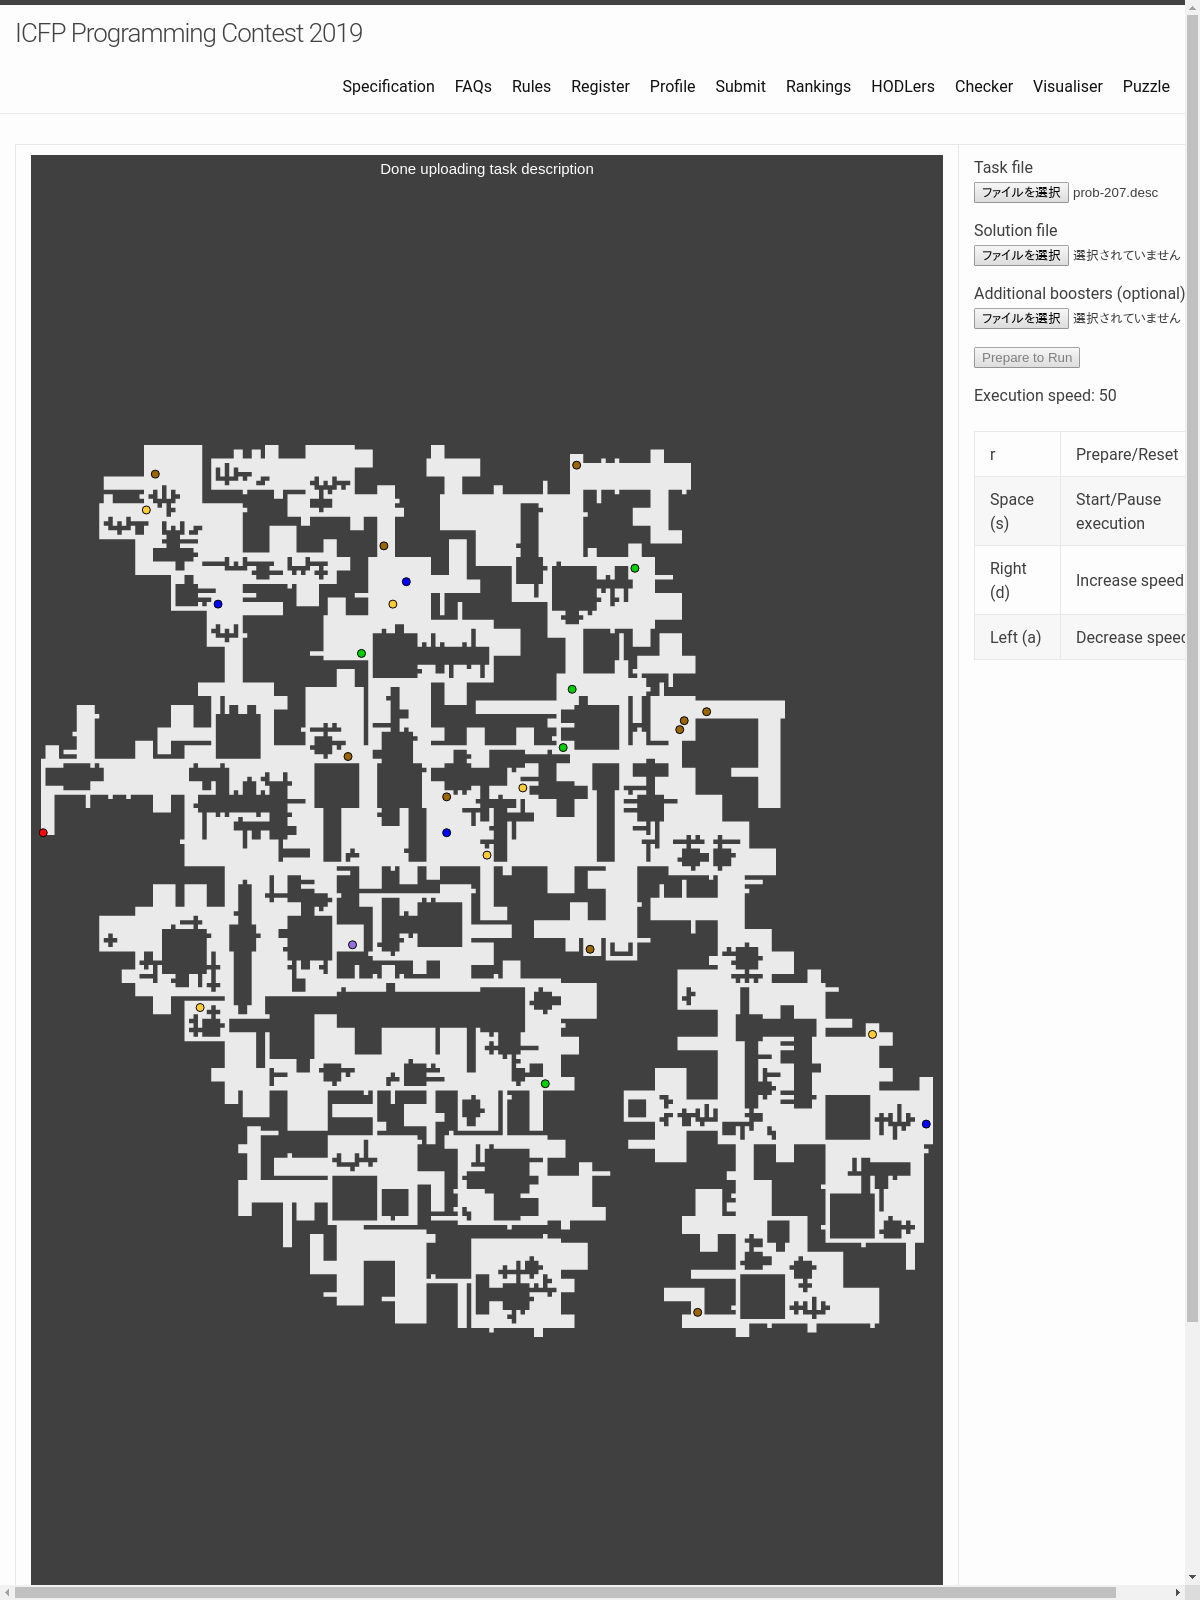 ICFP Programming Contest 2019
Specification FAQs Rules Register Profile Submit Rankings HODLers Checker Visualiser Puzzle
Done uploading task description
Task file
ファイルを選択 prob-207.desc
Solution file
ファイルを選択 選択されていません
Additional boosters (optional)
ファイルを選択 選択されていません
Prepare to Run
Execution speed: 50
r Prepare/Reset
Space (s) Start/Pause execution
Right (d) Increase speed
Left (a) Decrease speed